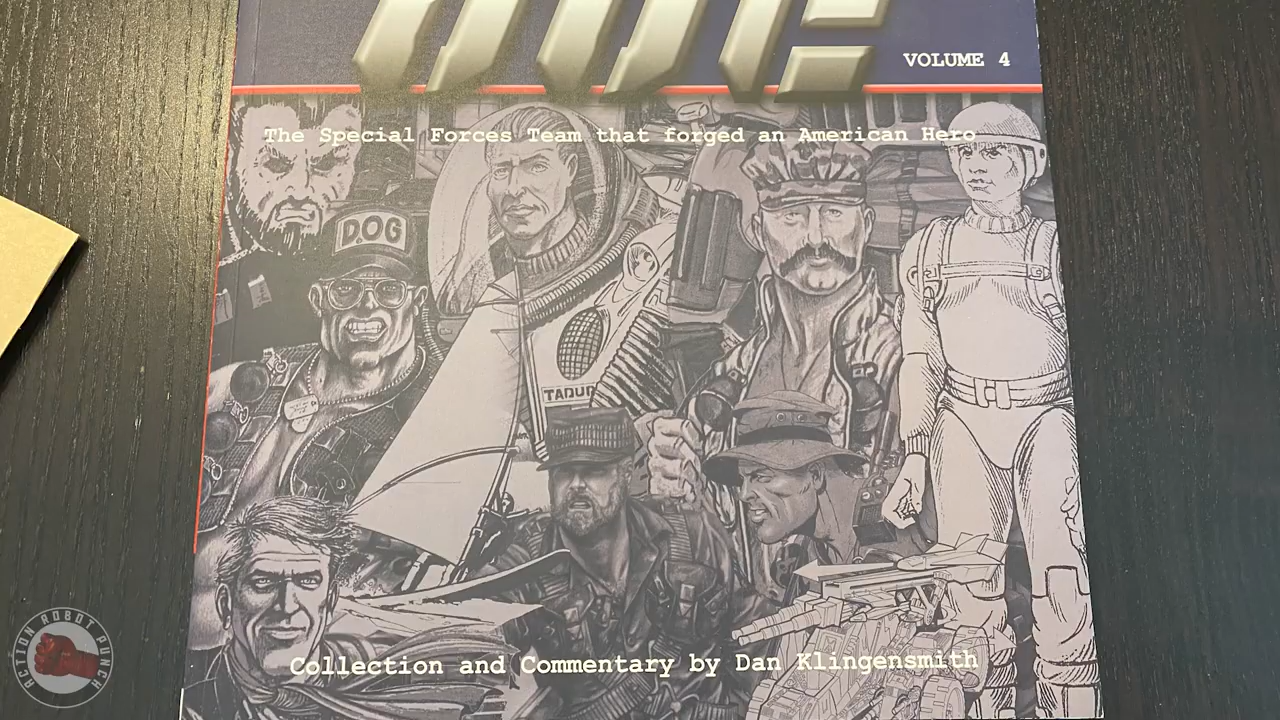 VOLUME 4
The Special Forces Team that forged an American Hero
D.O.G
Collection and Commentary by Dan Klingensmith
ACTION ROBOT PUNCH